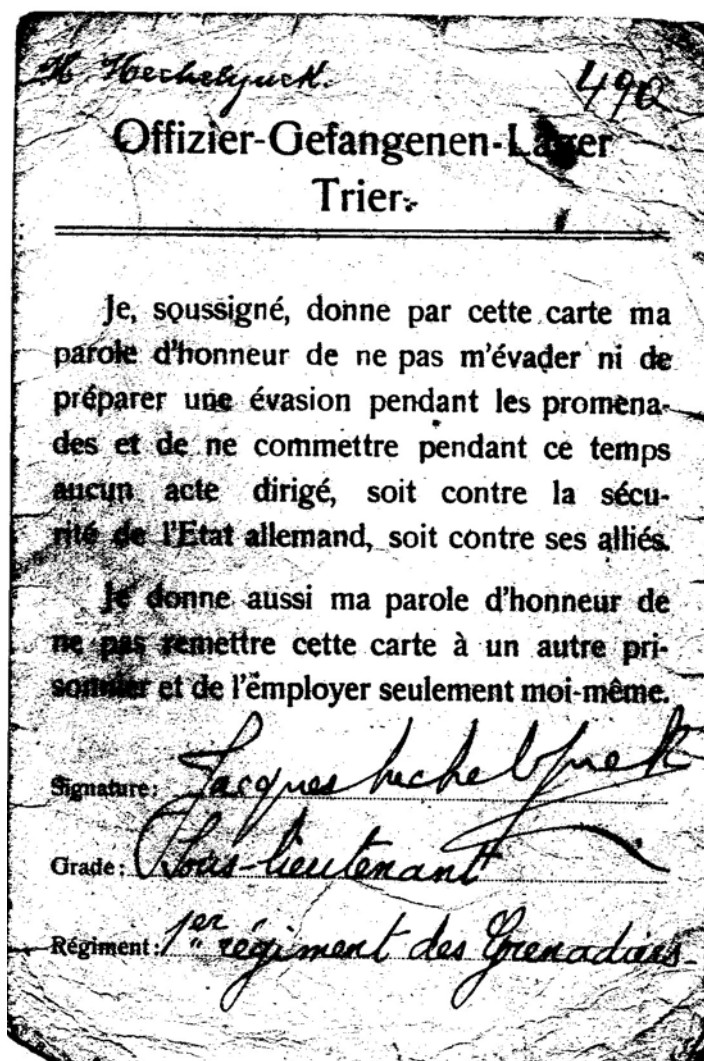 H. Hechelynck. 490
Offizier-Gefangenen-Lager
Trier.
Je, soussigné, donne par cette carte ma
parole d'honneur de ne pas m'évader ni de
préparer une évasion pendant les promena-
des et de ne commettre pendant ce temps
aucun acte dirigé, soit contre la sécu-
rité de l'Etat allemand, soit contre ses alliés.
Je donne aussi ma parole d'honneur de
ne pas remettre cette carte à un autre pri-
sonnier et de l'employer seulement moi-même.
Signature: Jacques Hechelynck
Grade: Sous-lieutenant
Régiment: 1er régiment des Grenadiers